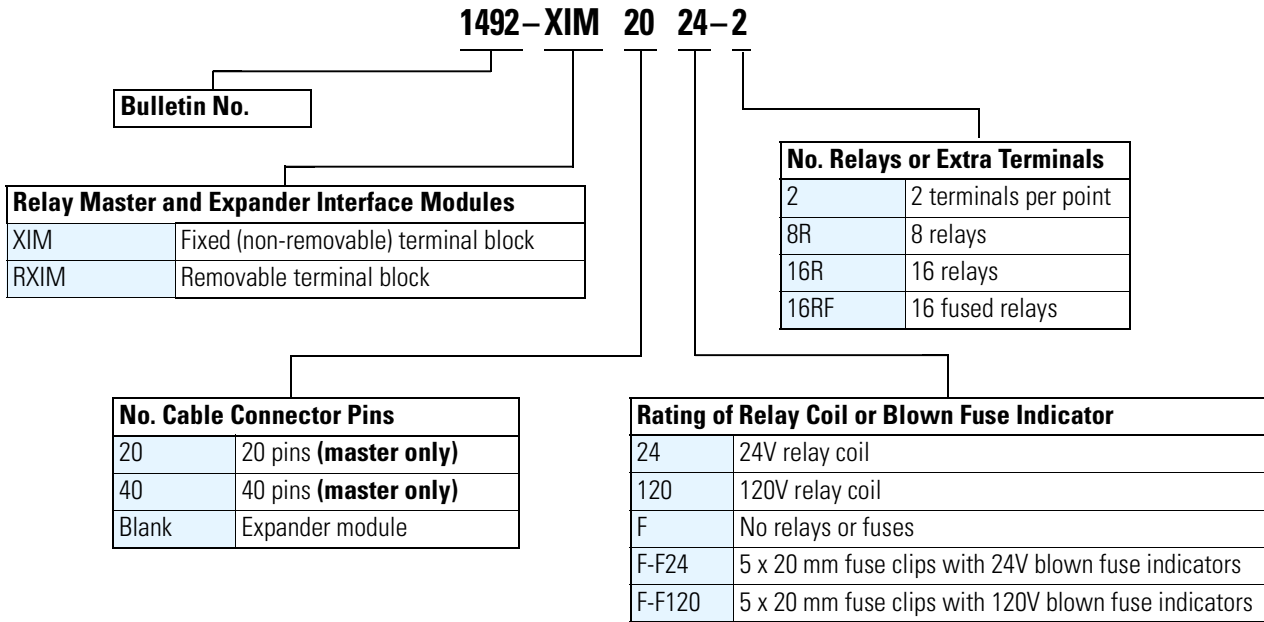 1492–XIM 20 24–2
Bulletin No.
Relay Master and Expander Interface Modules
XIM Fixed (non-removable) terminal block
RXIM Removable terminal block
No. Relays or Extra Terminals
2 2 terminals per point
8R 8 relays
16R 16 relays
16RF 16 fused relays
No. Cable Connector Pins
20 20 pins (master only)
40 40 pins (master only)
Blank Expander module
Rating of Relay Coil or Blown Fuse Indicator
24 24V relay coil
120 120V relay coil
F No relays or fuses
F-F24 5 x 20 mm fuse clips with 24V blown fuse indicators
F-F120 5 x 20 mm fuse clips with 120V blown fuse indicators